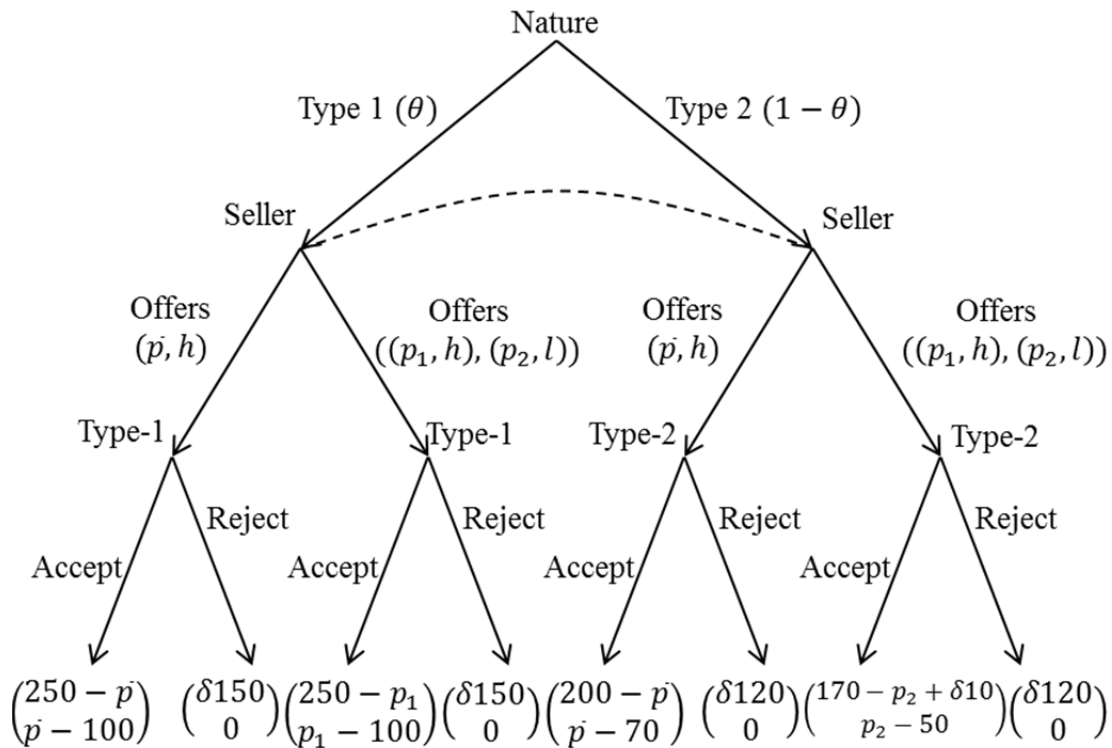 Nature
Type 1 (θ)
Type 2 (1 − θ)
Seller
Seller
Offers
(ṗ, h)
Offers
((p₁, h), (p₂, l))
Offers
(ṗ, h)
Offers
((p₁, h), (p₂, l))
Type-1
Type-1
Type-2
Type-2
Accept
Reject
Accept
Reject
Accept
Reject
Accept
Reject
(250 − ṗ
ṗ − 100)
(δ150
0)
(250 − p₁
p₁ − 100)
(δ150
0)
(200 − ṗ
ṗ − 70)
(δ120
0)
(170 − p₂ + δ10
p₂ − 50)
(δ120
0)